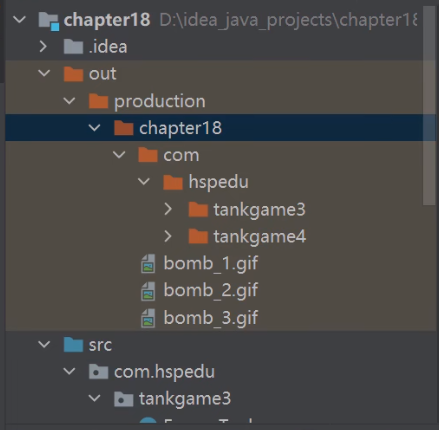 chapter18 D:\idea_java_projects\chapter18
.idea
out
production
chapter18
com
hspedu
tankgame3
tankgame4
bomb_1.gif
bomb_2.gif
bomb_3.gif
src
com.hspedu
tankgame3